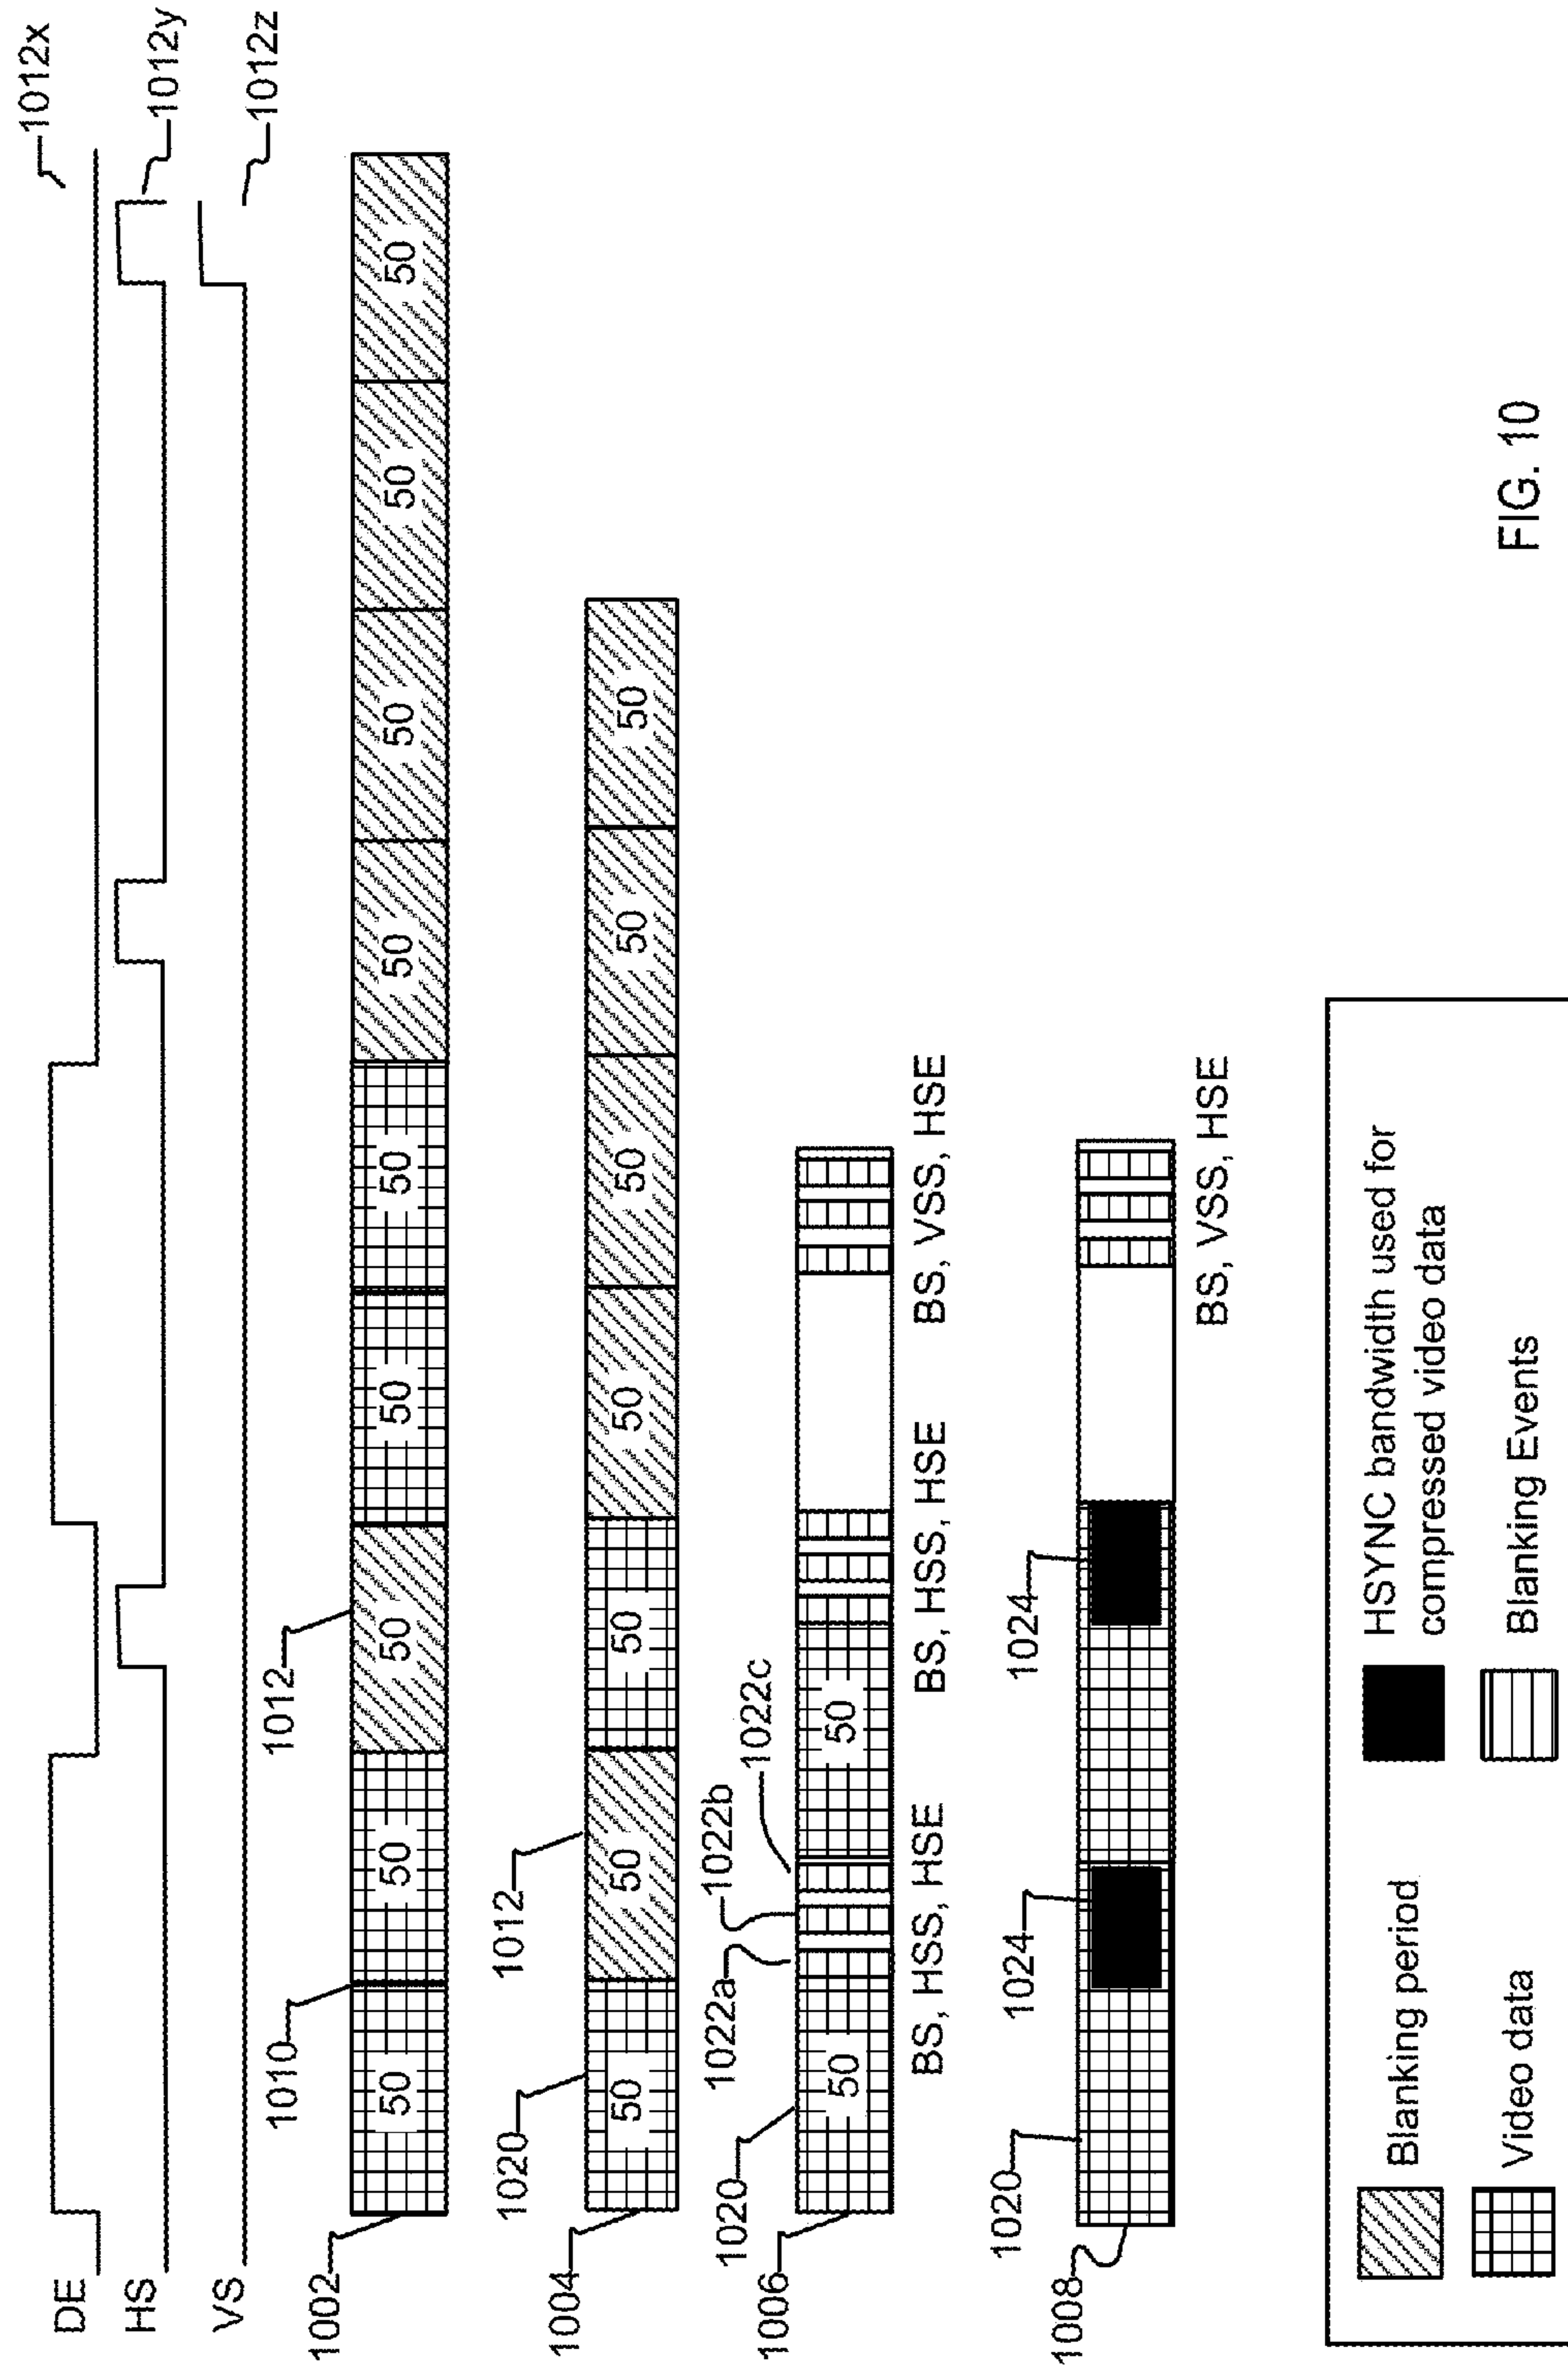 1012x
DE
1012y
HS
1012z
VS
1010
1012
1002
50 50 50 50 50 50 50 50 50
1020
1012
1004
50 50 50 50 50 50 50
1022a
1022b
1022c
1020
1006
50 50
BS, HSS, HSE BS, HSS, HSE BS, VSS, HSE
1020
1024
1024
1008
BS, VSS, HSE
Blanking period
HSYNC bandwidth used for
compressed video data
Video data
Blanking Events
FIG. 10